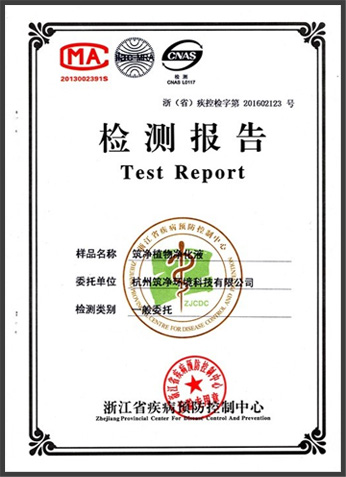 MA
2013002391S
ilac-MRA
CNAS
检 测
CNAS L0117
浙（省）疾控检字第 201602123 号
检 测 报 告
Test Report
样品名称 筑净植物净化液
委托单位 杭州筑净环境科技有限公司
检测类别 一般委托
浙江省疾病预防控制中心
ZJCDC
ZHEJIANG PROVINCIAL CENTRE FOR DISEASE CONTROL AND PREVENTION
浙江省疾病预防控制中心
浙江省疾病预防控制中心
Zhejiang Provincial Center For Disease Control And Prevention